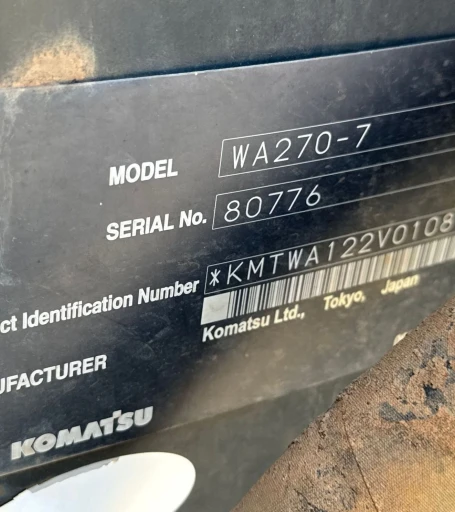 MODEL WA270-7
SERIAL No. 80776
ct Identification Number *KMTWA122V0108
Komatsu Ltd., Tokyo, Japan
UFACTURER
KOMATSU